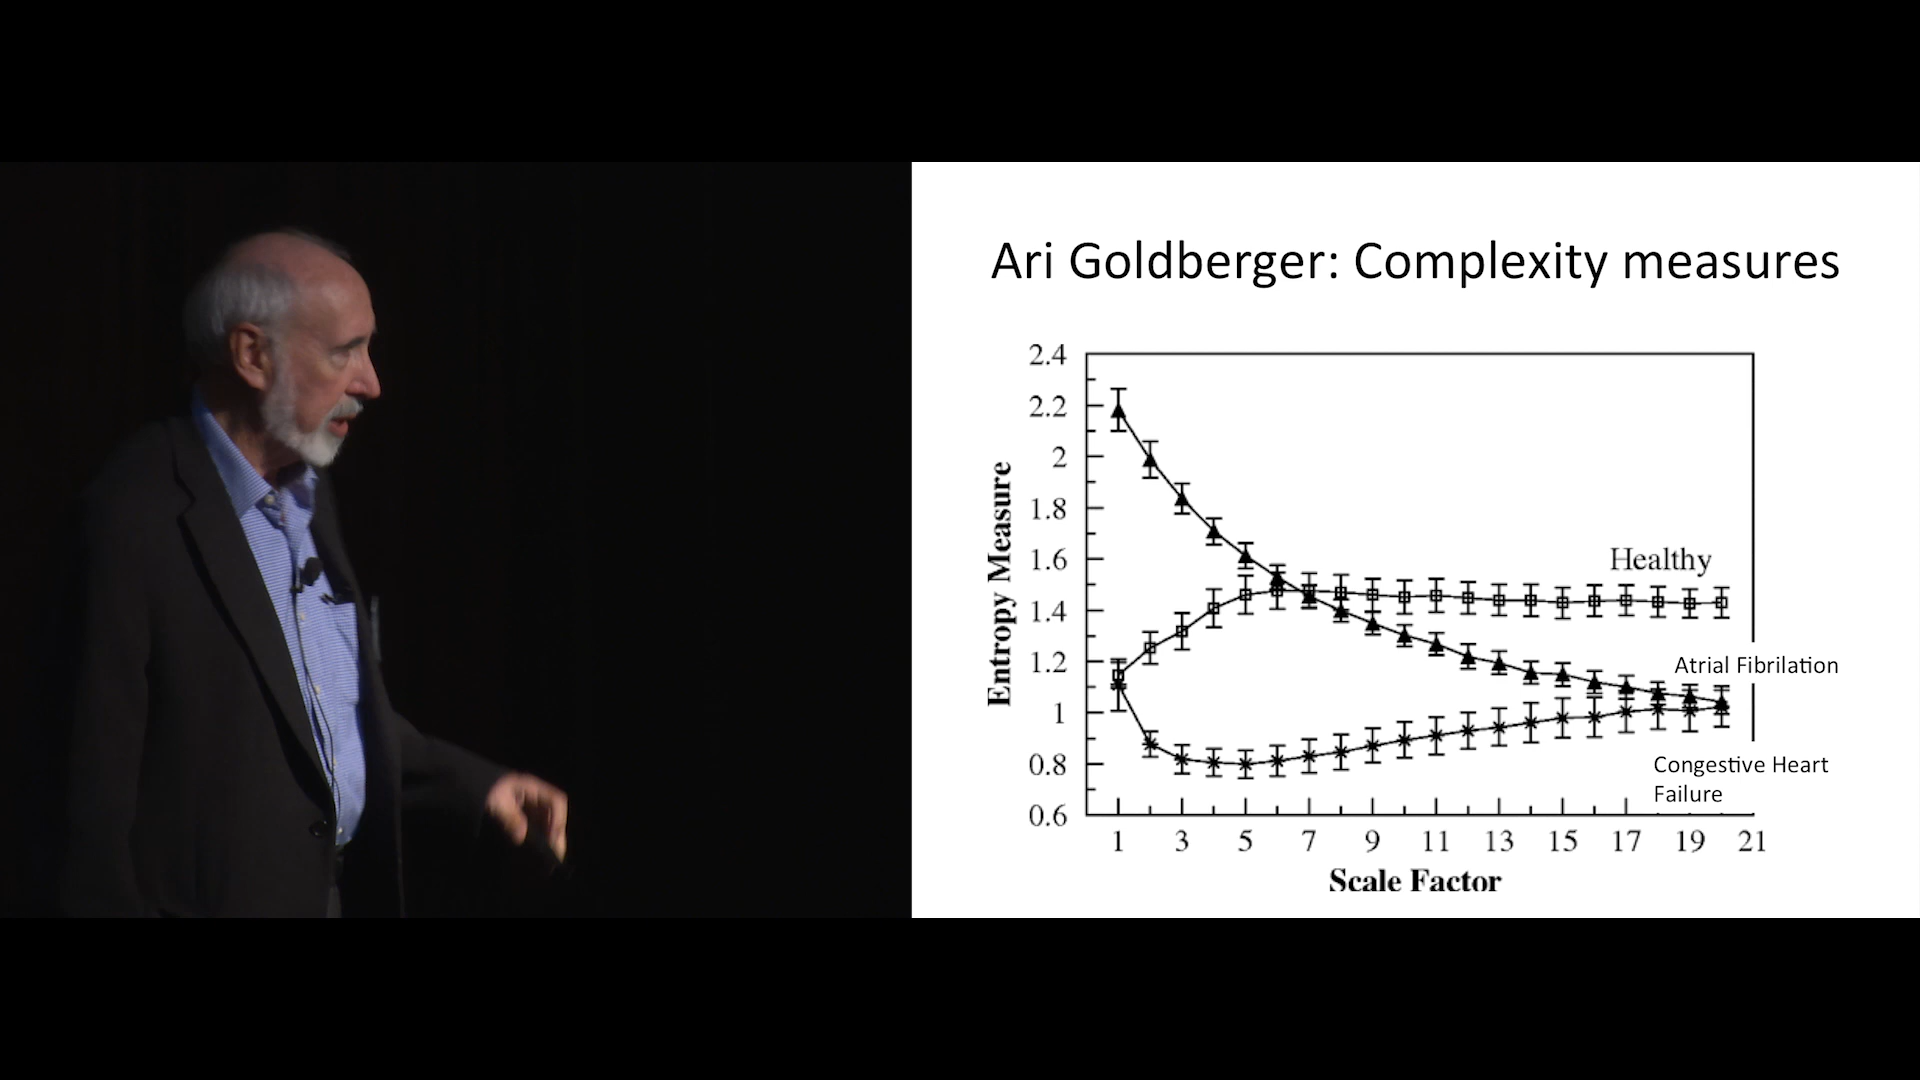 Ari Goldberger: Complexity measures
2.4
2.2
2
1.8
1.6
1.4
1.2
1
0.8
0.6
Entropy Measure
Healthy
Atrial Fibrilation
Congestive Heart
Failure
1 3 5 7 9 11 13 15 17 19 21
Scale Factor